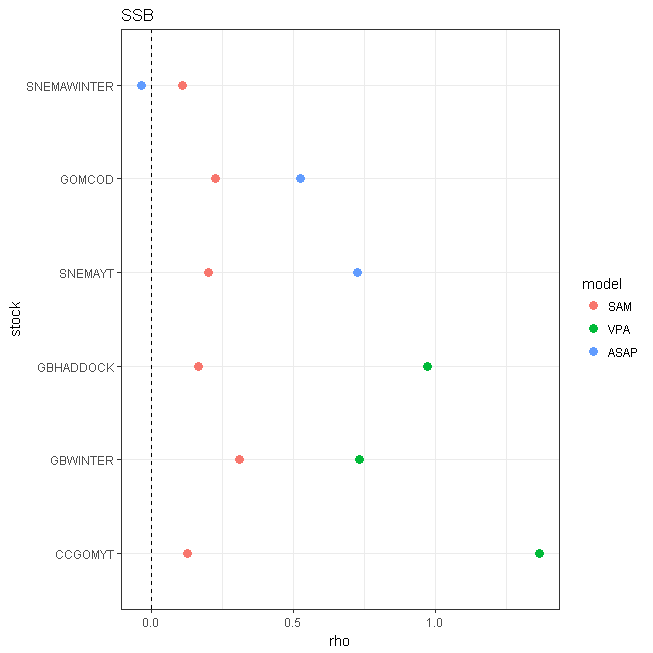 SSB
SNEMAWINTER
GOMCOD
SNEMAYT
GBHADDOCK
GBWINTER
CCGOMYT
stock
0.0
0.5
1.0
rho
model
SAM
VPA
ASAP